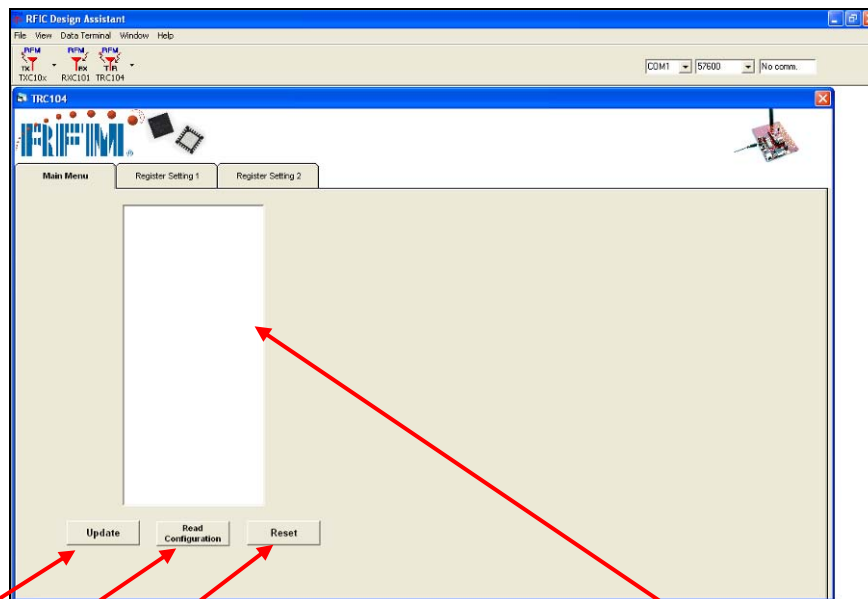 RFIC Design Assistant
File View Data Terminal Window Help
RFM RFM RFM
TX RX T/R
TXC10x RXC101 TRC104
COM1 57600 No comm.
TRC104
RFM®
Main Menu Register Setting 1 Register Setting 2
Update Read Configuration Reset